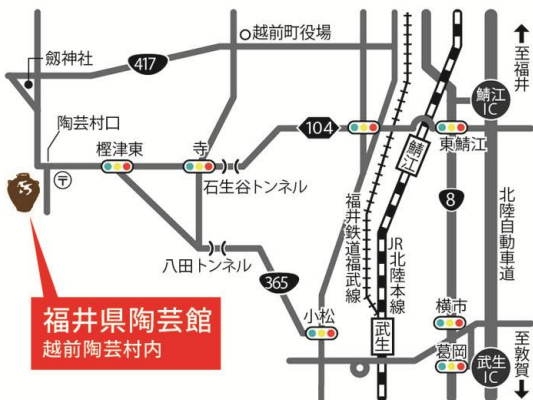 越前町役場
劔神社
417
至福井
鯖江
IC
陶芸村口
樫津東
寺
104
東鯖江
鯖江
〒
石生谷トンネル
福井鉄道福武線
8
北陸自動車道
八田トンネル
JR北陸本線
365
小松
横市
武生
葛岡
武生
IC
至敦賀
福井県陶芸館
越前陶芸村内